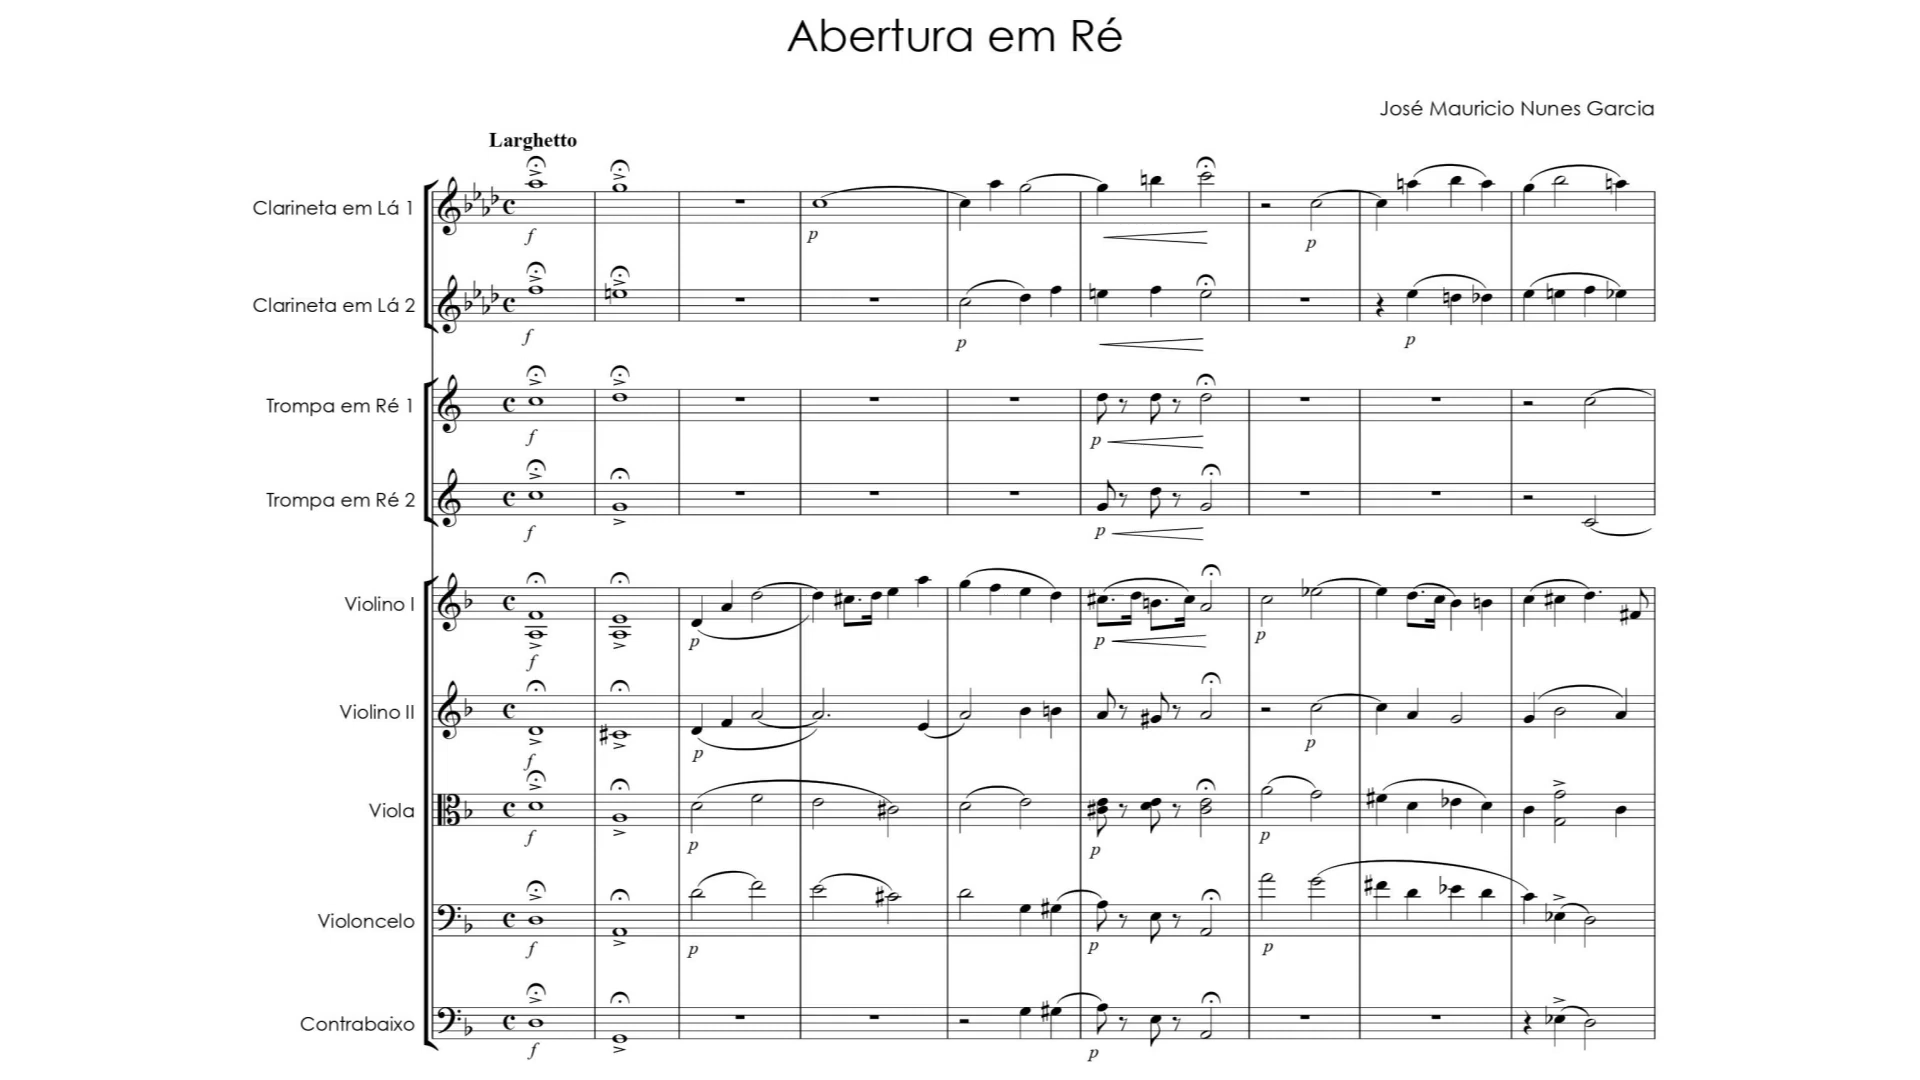 Abertura em Ré
José Mauricio Nunes Garcia
Larghetto
Clarineta em Lá 1
f
p
p
Clarineta em Lá 2
f
p
p
Trompa em Ré 1
f
p
Trompa em Ré 2
f
p
Violino I
f
p
p
p
Violino II
f
p
p
Viola
f
p
p
p
Violoncelo
f
p
p
p
Contrabaixo
f
p